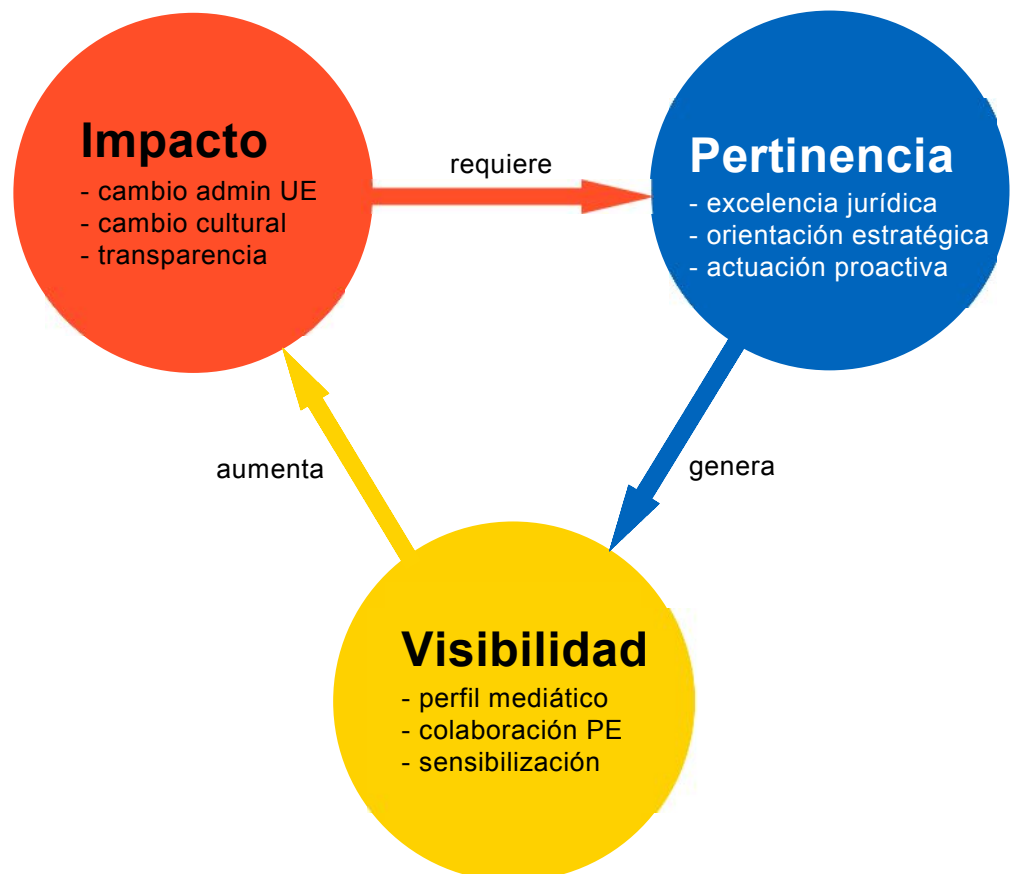 Impacto
- cambio admin UE
- cambio cultural
- transparencia
requiere
Pertinencia
- excelencia jurídica
- orientación estratégica
- actuación proactiva
aumenta
genera
Visibilidad
- perfil mediático
- colaboración PE
- sensibilización